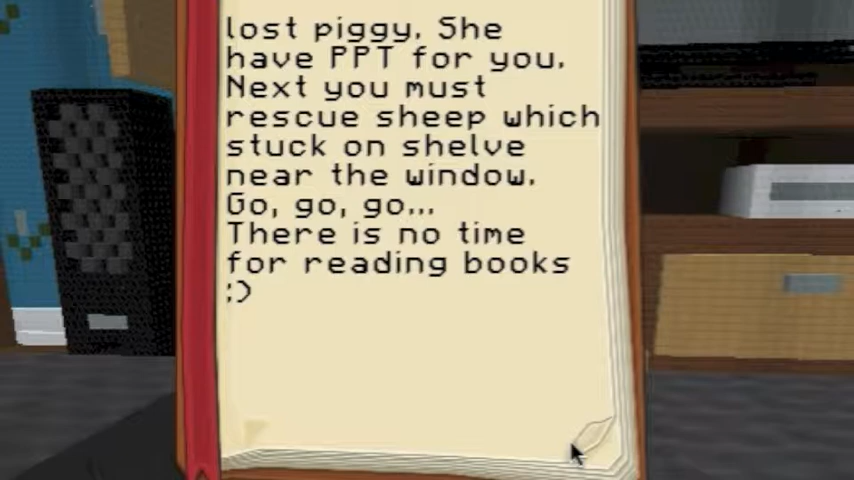 lost piggy. She
have PPT for you.
Next you must
rescue sheep which
stuck on shelve
near the window.
Go, go, go...
There is no time
for reading books
;)